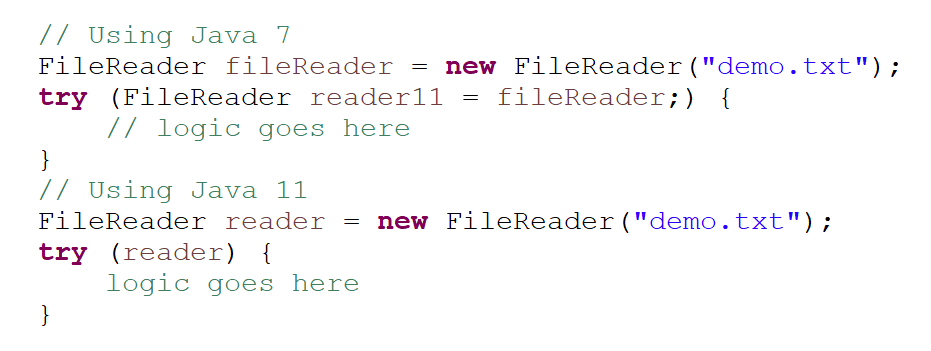 // Using Java 7
FileReader fileReader = new FileReader("demo.txt");
try (FileReader reader11 = fileReader;) {
    // logic goes here
}
// Using Java 11
FileReader reader = new FileReader("demo.txt");
try (reader) {
    logic goes here
}